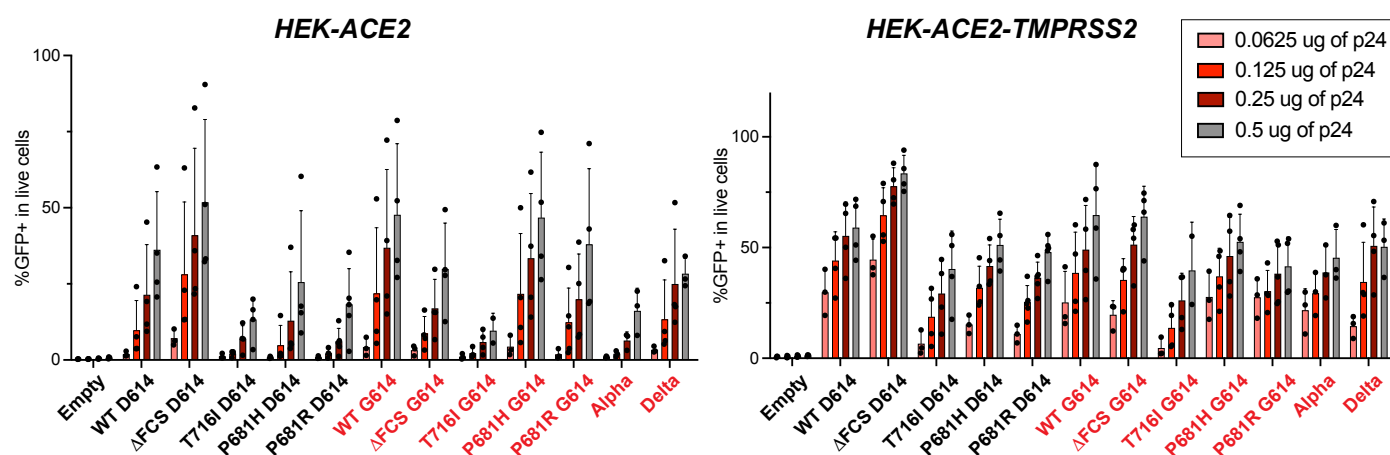 HEK-ACE2
%GFP+ in live cells
100
50
0
Empty
WT D614
ΔFCS D614
T716I D614
P681H D614
P681R D614
WT G614
ΔFCS G614
T716I G614
P681H G614
P681R G614
Alpha
Delta
HEK-ACE2-TMPRSS2
%GFP+ in live cells
100
50
0
Empty
WT D614
ΔFCS D614
T716I D614
P681H D614
P681R D614
WT G614
ΔFCS G614
T716I G614
P681H G614
P681R G614
Alpha
Delta
0.0625 ug of p24
0.125 ug of p24
0.25 ug of p24
0.5 ug of p24